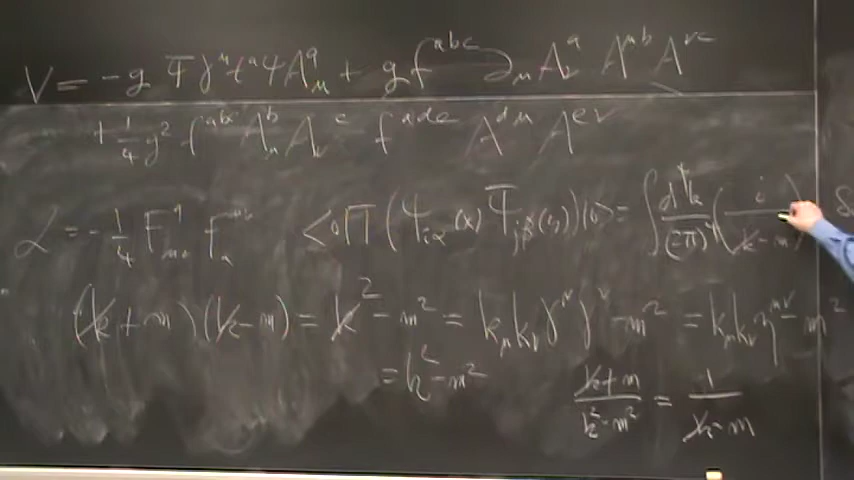 V = -g Ψ̄ γ^μ t^a Ψ A^a_μ + g f^{abc} ∂_μ A^a_ν A^{μb} A^{νc}
+ 1/4 g² f^{abc} A^b_μ A^c_ν f^{ade} A^{dμ} A^{eν}
ℒ = -1/4 F^a_{μν} F^{μν}_a <0|T(Ψ_{iα}(x) Ψ̄_{jβ}(y))|0> = ∫ d⁴k/(2π)⁴ (i/(k̸ - m))
(k̸ + m)(k̸ - m) = k̸² - m² = k_μ k_ν γ^μ γ^ν - m² = k_μ k_ν η^{μν} - m²
= k² - m² (k̸ + m)/(k² - m²) = 1/(k̸ - m)